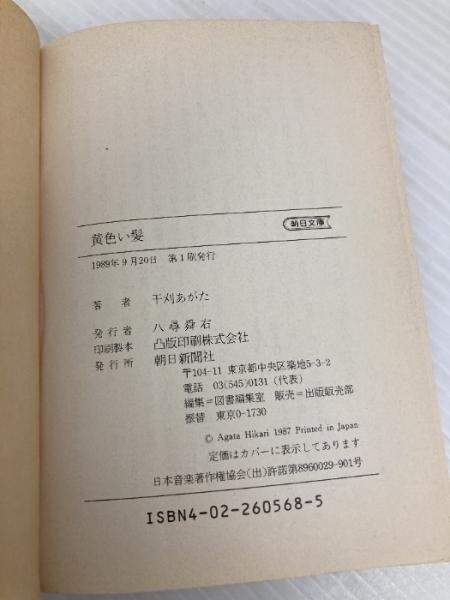 朝日文庫
黄色い髪
1989年9月20日 第1刷発行
著者 干刈あがた
発行者 八尋舜右
印刷製本 凸版印刷株式会社
発行所 朝日新聞社
〒104-11 東京都中央区築地5-3-2
電話 03(545)0131(代表)
編集=図書編集室 販売=出版販売部
振替 東京0-1730
© Agata Hikari 1987 Printed in Japan
定価はカバーに表示してあります
日本音楽著作権協会(出)許諾第8960029-901号
ISBN4-02-260568-5